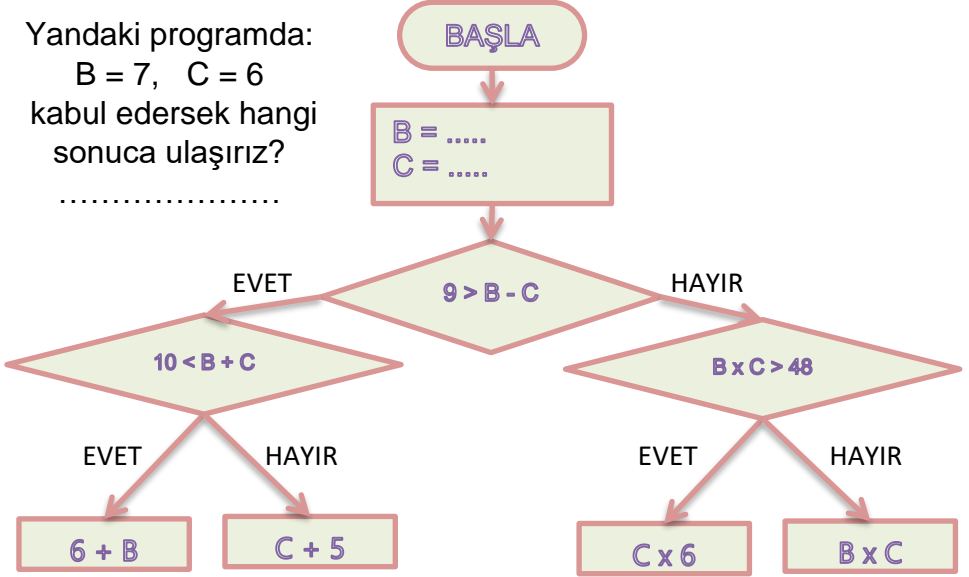 Yandaki programda:
B = 7, C = 6
kabul edersek hangi
sonuca ulaşırız?
…………………
BAŞLA
B = .....
C = .....
EVET
9 > B - C
HAYIR
10 < B + C
B x C > 48
EVET
HAYIR
EVET
HAYIR
6 + B
C + 5
C x 6
B x C